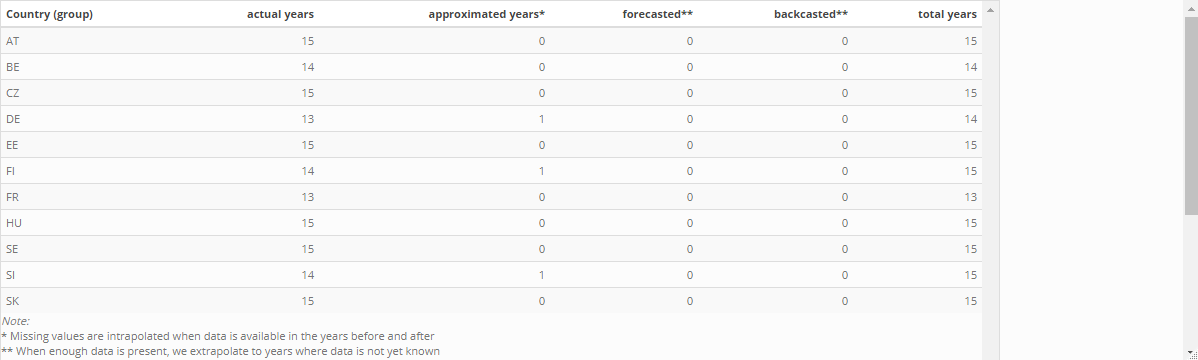 Country (group) actual years approximated years* forecasted** backcasted** total years
AT 15 0 0 0 15
BE 14 0 0 0 14
CZ 15 0 0 0 15
DE 13 1 0 0 14
EE 15 0 0 0 15
FI 14 1 0 0 15
FR 13 0 0 0 13
HU 15 0 0 0 15
SE 15 0 0 0 15
SI 14 1 0 0 15
SK 15 0 0 0 15
Note:
* Missing values are intrapolated when data is available in the years before and after
** When enough data is present, we extrapolate to years where data is not yet known